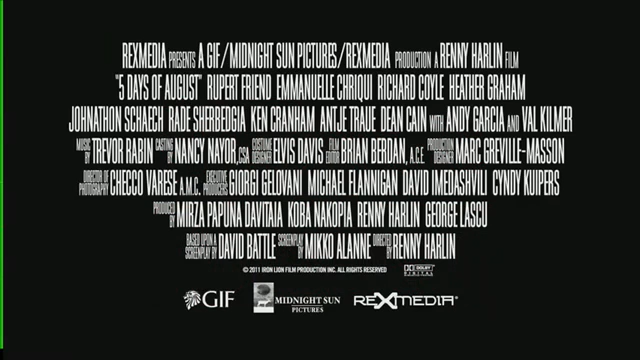 REXMEDIA PRESENTS A GIF/MIDNIGHT SUN PICTURES/REXMEDIA PRODUCTION A RENNY HARLIN FILM
"5 DAYS OF AUGUST" RUPERT FRIEND EMMANUELLE CHRIQUI RICHARD COYLE HEATHER GRAHAM
JOHNATHON SCHAECH RADE SHERBEDGIA KEN CRANHAM ANTJE TRAUE DEAN CAIN WITH ANDY GARCIA AND VAL KILMER
MUSIC BY TREVOR RABIN CASTING BY NANCY NAYOR, CSA COSTUME DESIGNER ELVIS DAVIS FILM EDITOR BRIAN BERDAN, A.C.E. PRODUCTION DESIGNER MARC GREVILLE-MASSON
DIRECTOR OF PHOTOGRAPHY CHECCO VARESE A.M.C. EXECUTIVE PRODUCERS GIORGI GELOVANI MICHAEL FLANNIGAN DAVID IMEDASHVILI CYNDY KUIPERS
PRODUCED BY MIRZA PAPUNA DAVITAIA KOBA NAKOPIA RENNY HARLIN GEORGE LASCU
BASED UPON A SCREENPLAY BY DAVID BATTLE SCREENPLAY BY MIKKO ALANNE DIRECTED BY RENNY HARLIN
© 2011 IRON LION FILM PRODUCTION INC. ALL RIGHTS RESERVED DOLBY DIGITAL
GIF MIDNIGHT SUN PICTURES REXMEDIA